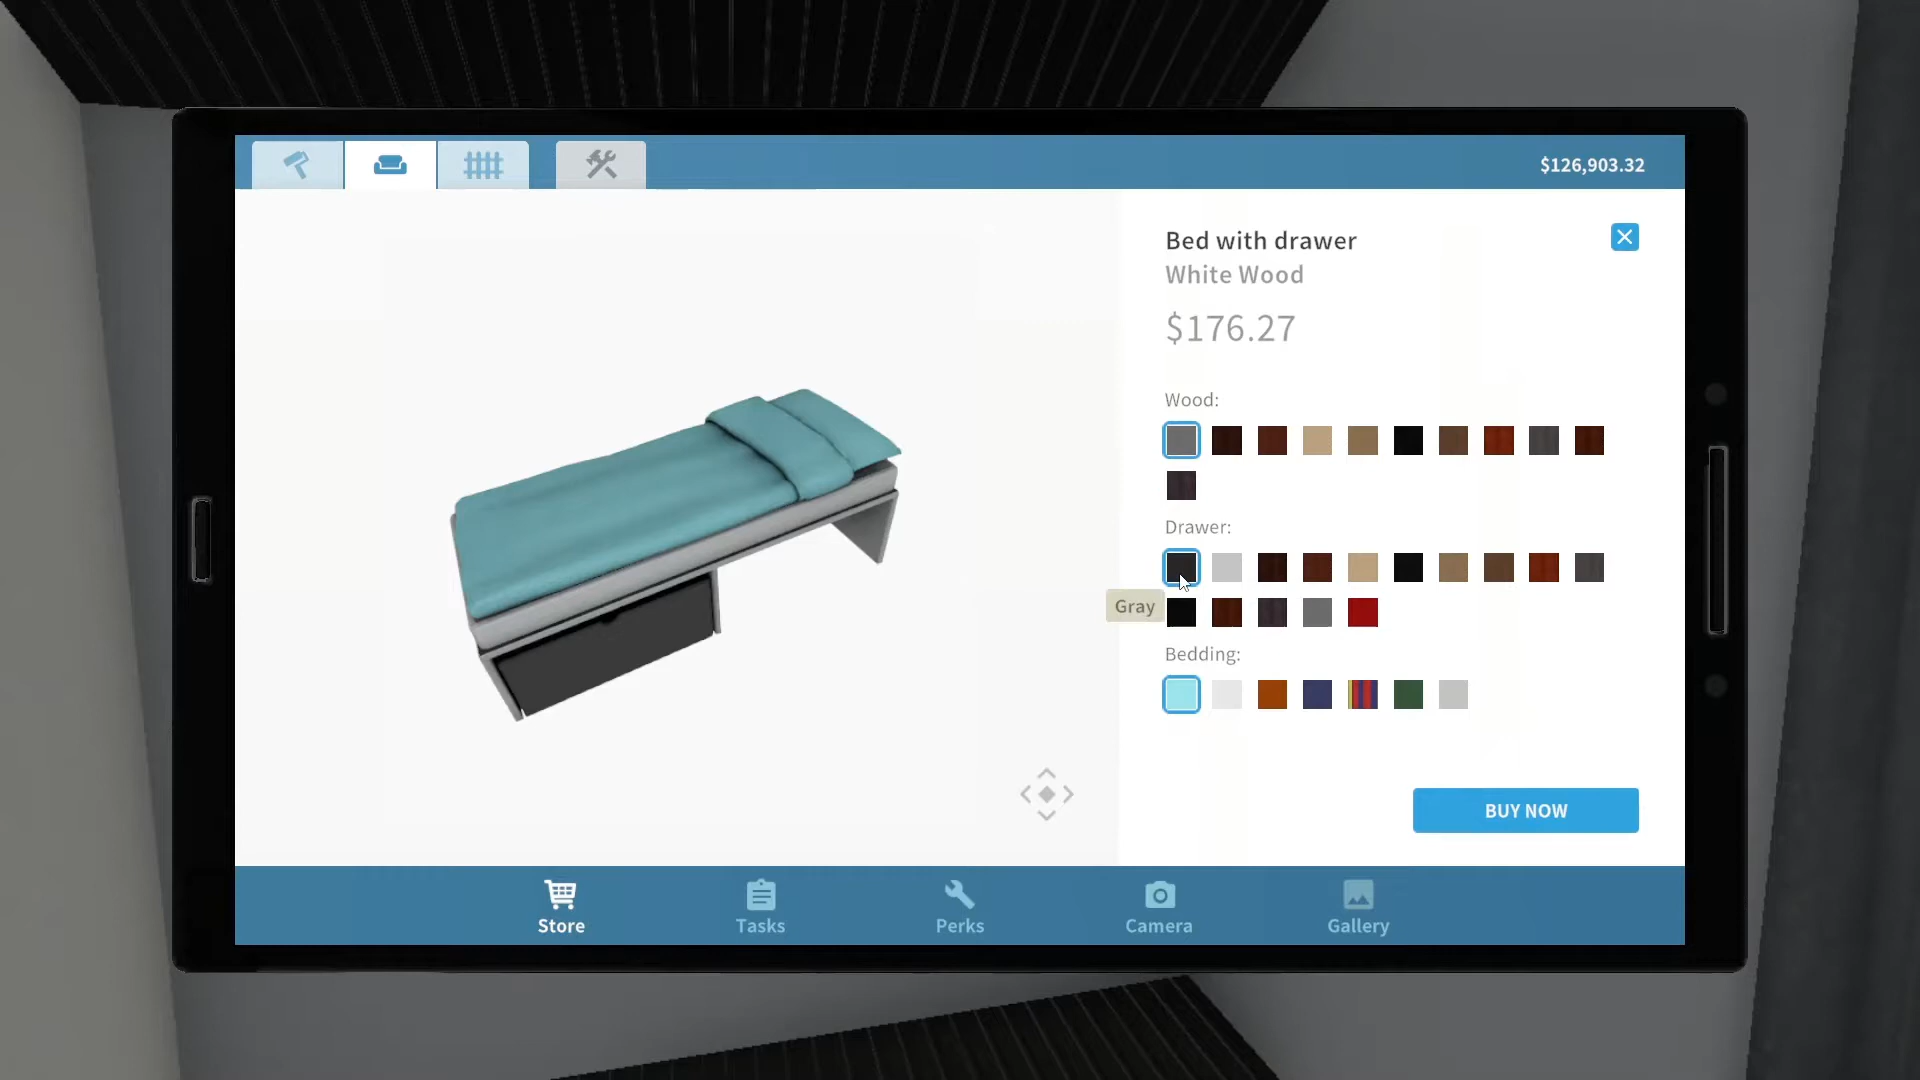 $126,903.32
Bed with drawer
White Wood
$176.27
Wood:
Drawer:
Gray
Bedding:
BUY NOW
Store
Tasks
Perks
Camera
Gallery